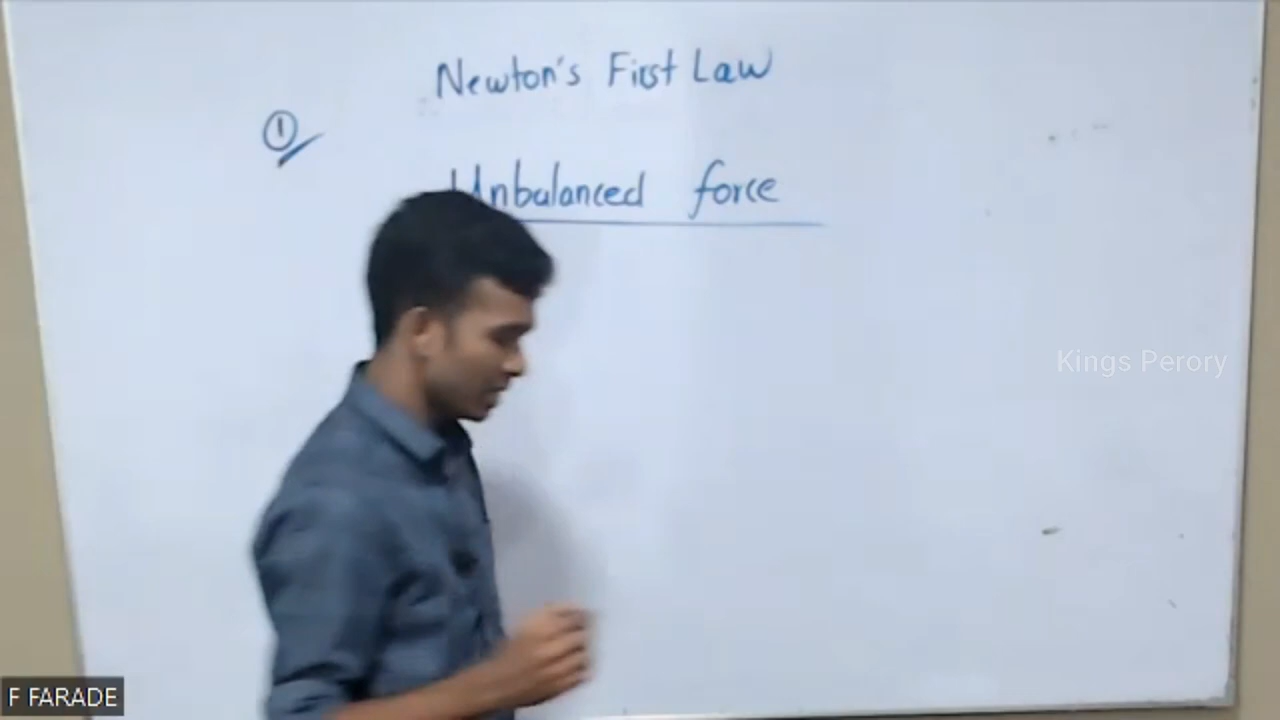 Newton's First Law
①
Unbalanced force
Kings Perory
F FARADE